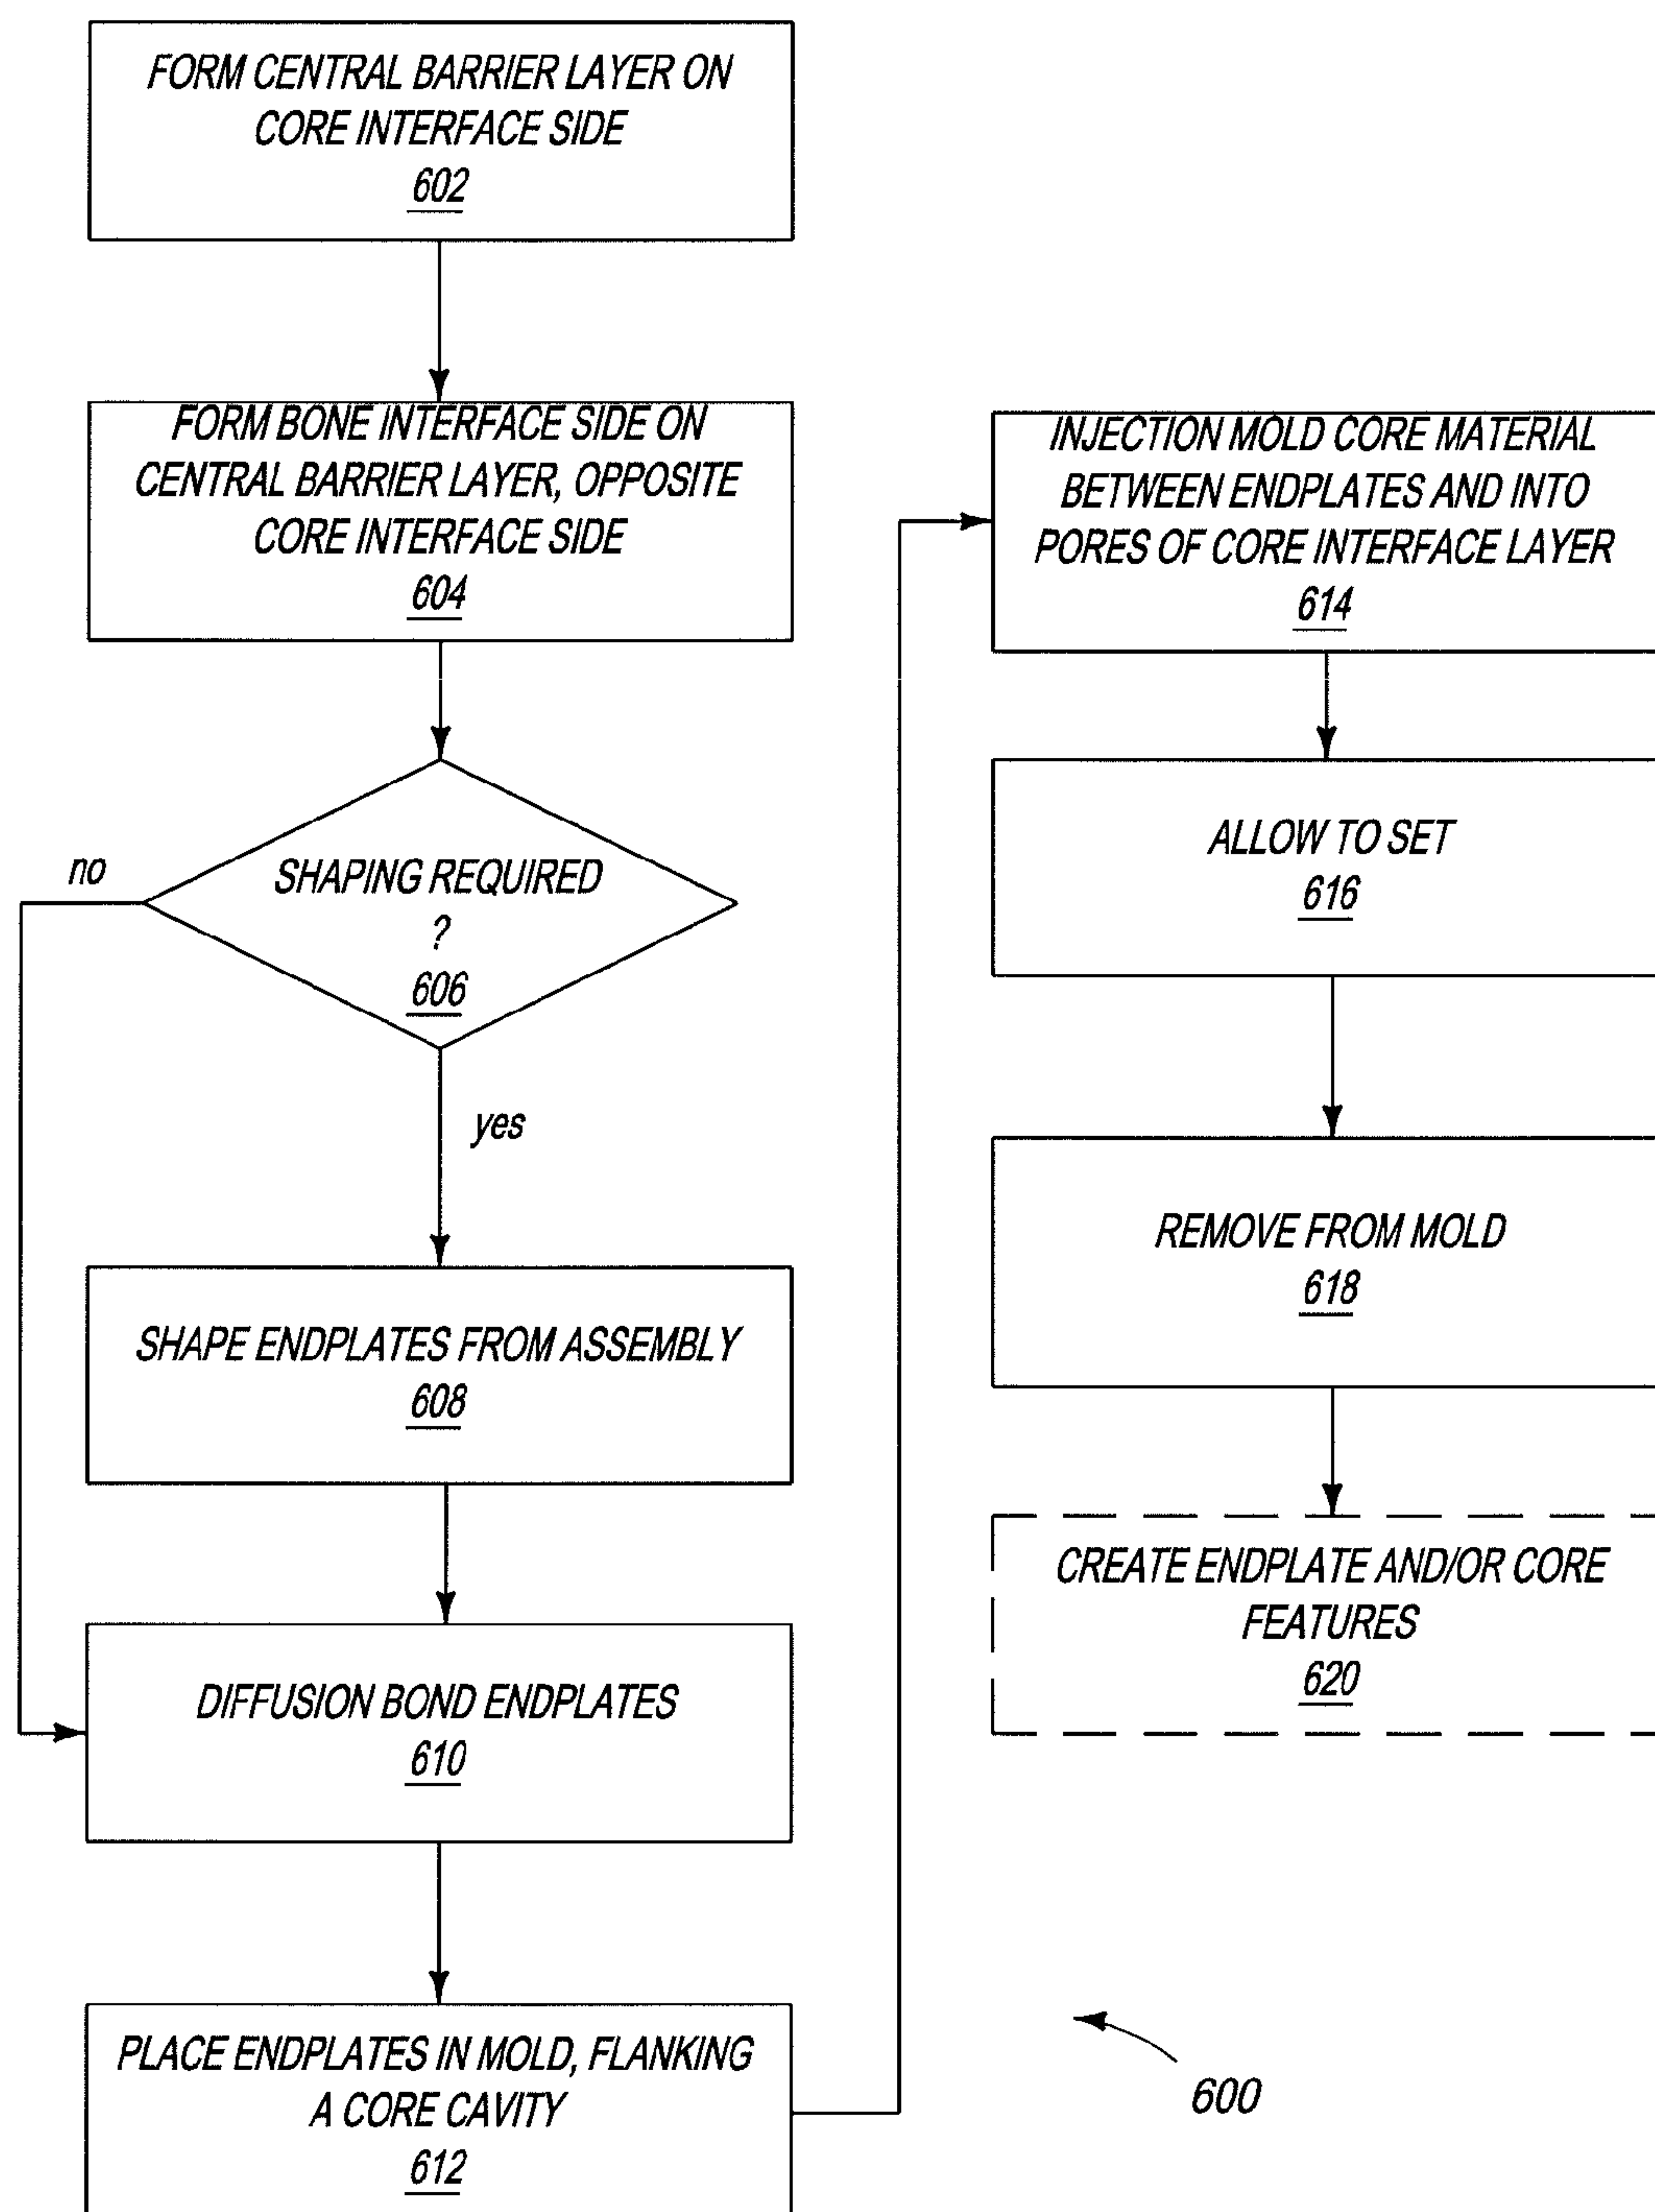 FORM CENTRAL BARRIER LAYER ON
CORE INTERFACE SIDE
602
FORM BONE INTERFACE SIDE ON
CENTRAL BARRIER LAYER, OPPOSITE
CORE INTERFACE SIDE
604
no
SHAPING REQUIRED
?
606
yes
SHAPE ENDPLATES FROM ASSEMBLY
608
DIFFUSION BOND ENDPLATES
610
PLACE ENDPLATES IN MOLD, FLANKING
A CORE CAVITY
612
INJECTION MOLD CORE MATERIAL
BETWEEN ENDPLATES AND INTO
PORES OF CORE INTERFACE LAYER
614
ALLOW TO SET
616
REMOVE FROM MOLD
618
CREATE ENDPLATE AND/OR CORE
FEATURES
620
600